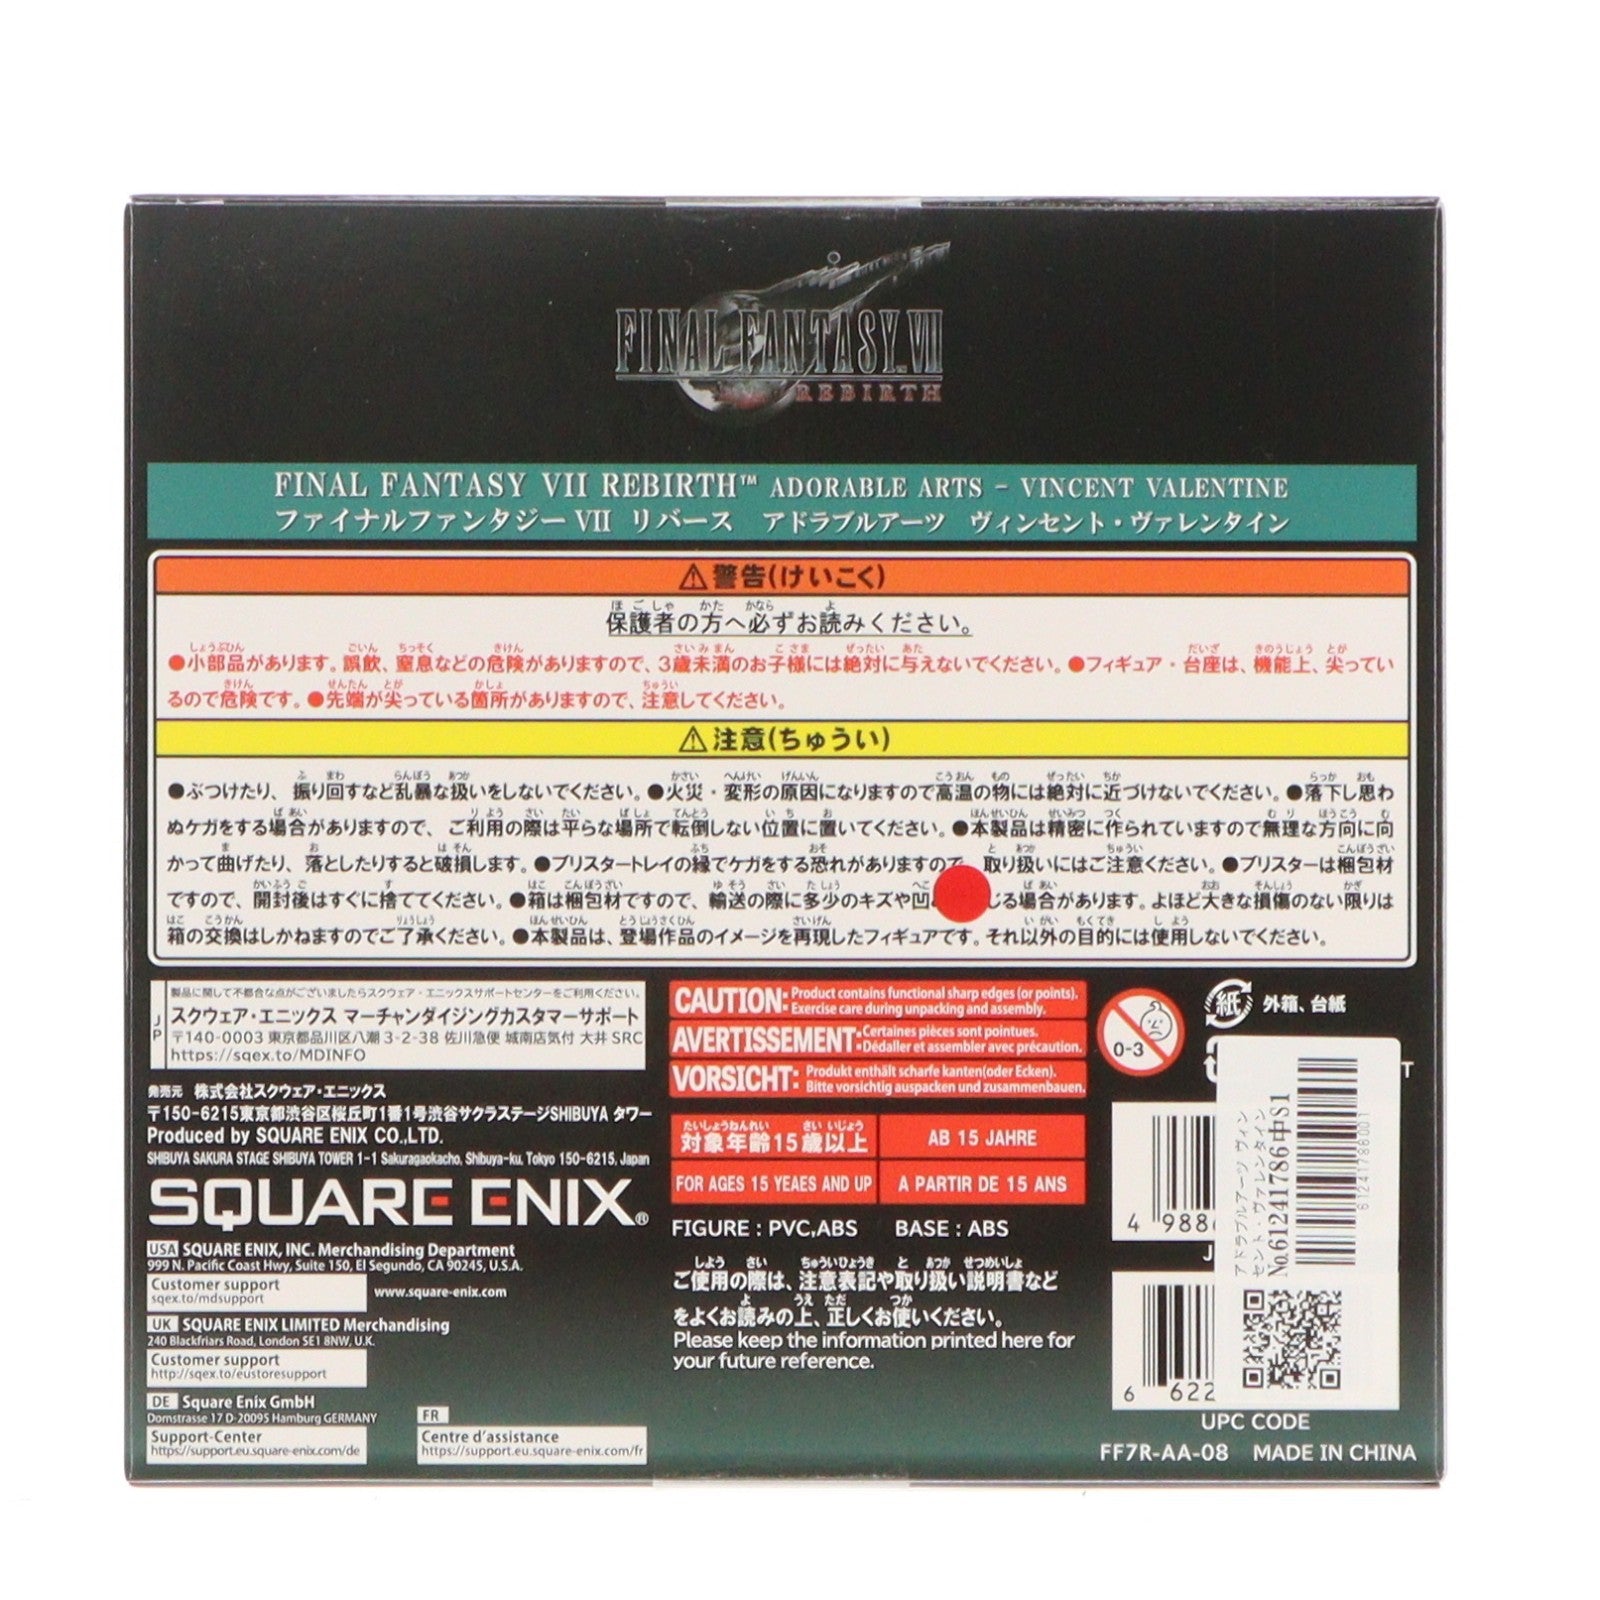 FINAL FANTASY VII
REBIRTH
FINAL FANTASY VII REBIRTH™ ADORABLE ARTS - VINCENT VALENTINE
ファイナルファンタジーVII リバース アドラブルアーツ ヴィンセント・ヴァレンタイン
⚠警告(けいこく)
保護者の方へ必ずお読みください。
●小部品があります。誤飲、窒息などの危険がありますので、3歳未満のお子様には絶対に与えないでください。●フィギュア・台座は、機能上、尖ってい
るので危険です。●先端が尖っている箇所がありますので、注意してください。
⚠注意(ちゅうい)
●ぶつけたり、振り回すなど乱暴な扱いをしないでください。●火災・変形の原因になりますので高温の物には絶対に近づけないでください。●落下し思わ
ぬケガをする場合がありますので、ご利用の際は平らな場所で転倒しない位置に置いてください。●本製品は精密に作られていますので無理な方向に向
かって曲げたり、落としたりすると破損します。●ブリスタートレイの縁でケガをする恐れがありますので、取り扱いにはご注意ください。●ブリスターは梱包材
ですので、開封後はすぐに捨ててください。●箱は梱包材ですので、輸送の際に多少のキズや凹 じる場合があります。よほど大きな損傷のない限りは
箱の交換はしかねますのでご了承ください。●本製品は、登場作品のイメージを再現したフィギュアです。それ以外の目的には使用しないでください。
JP
製品に関して不都合な点がございましたらスクウェア・エニックスサポートセンターをご利用ください。
スクウェア・エニックス マーチャンダイジングカスタマーサポート
〒140-0003 東京都品川区八潮 3-2-38 佐川急便 城南店気付 大井 SRC
https://sqex.to/MDINFO
発売元 株式会社スクウェア・エニックス
〒150-6215東京都渋谷区桜丘町1番1号渋谷サクラステージSHIBUYA タワー
Produced by SQUARE ENIX CO.,LTD.
SHIBUYA SAKURA STAGE SHIBUYA TOWER 1-1 Sakuragaokacho, Shibuya-ku, Tokyo 150-6215, Japan
SQUARE ENIX®
USA SQUARE ENIX, INC. Merchandising Department
999 N. Pacific Coast Hwy, Suite 150, El Segundo, CA 90245, U.S.A.
Customer support
sqex.to/mdsupport
www.square-enix.com
UK SQUARE ENIX LIMITED Merchandising
240 Blackfriars Road, London SE1 8NW, U.K.
Customer support
http://sqex.to/eustoresupport
DE Square Enix GmbH
Domstrasse 17 D-20095 Hamburg GERMANY
Support-Center
https://support.eu.square-enix.com/de
FR
Centre d'assistance
https://support.eu.square-enix.com/fr
CAUTION: Product contains functional sharp edges (or points).
Exercise care during unpacking and assembly.
AVERTISSEMENT: Certaines pièces sont pointues.
Dédaller et assembler avec précaution.
VORSICHT: Produkt enthält scharfe kanten(oder Ecken).
Bitte vorsichtig auspacken und zusammenbauen.
対象年齢15歳以上
AB 15 JAHRE
FOR AGES 15 YEAES AND UP
A PARTIR DE 15 ANS
FIGURE : PVC,ABS BASE : ABS
ご使用の際は、注意表記や取り扱い説明書など
をよくお読みの上、正しくお使いください。
Please keep the information printed here for
your future reference.
0-3
紙 外箱、台紙
T
4 988
J
6 622
UPC CODE
FF7R-AA-08 MADE IN CHINA
アドラブルアーツ ヴィン
セント・ヴァレンタイン
No.612417786中S1
612417788001